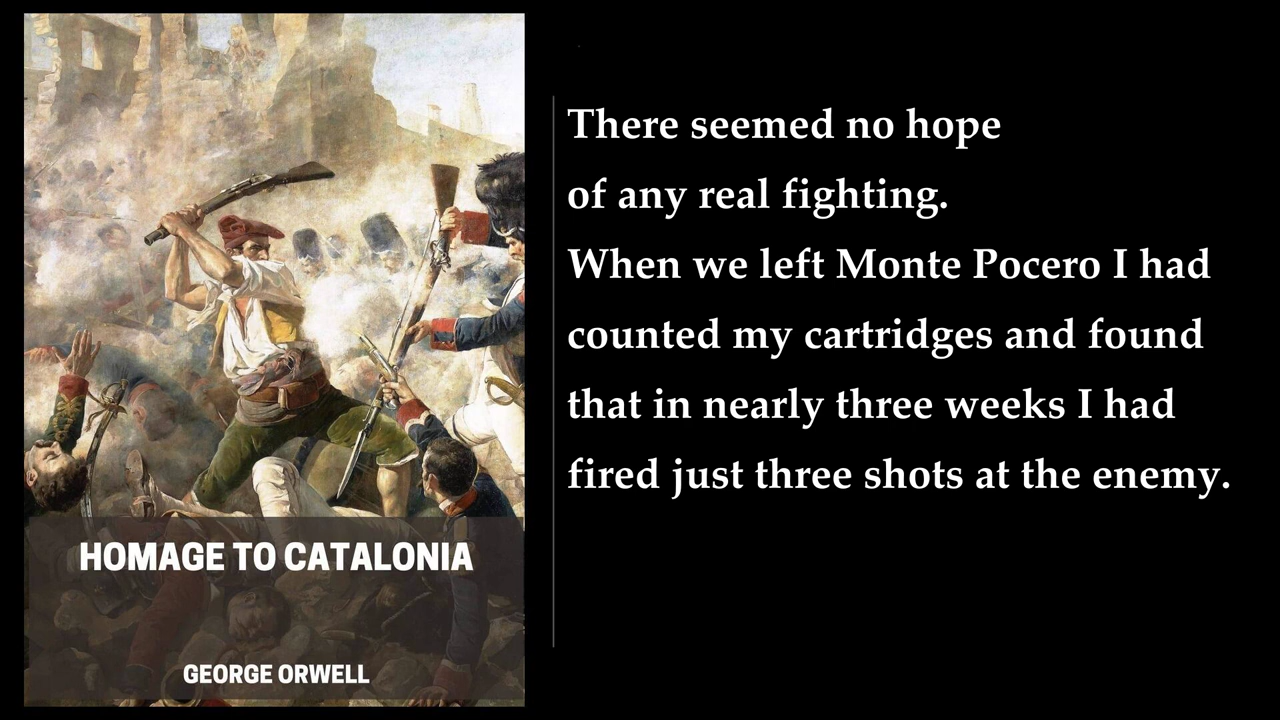 There seemed no hope
of any real fighting.
When we left Monte Pocero I had
counted my cartridges and found
that in nearly three weeks I had
fired just three shots at the enemy.
HOMAGE TO CATALONIA
GEORGE ORWELL